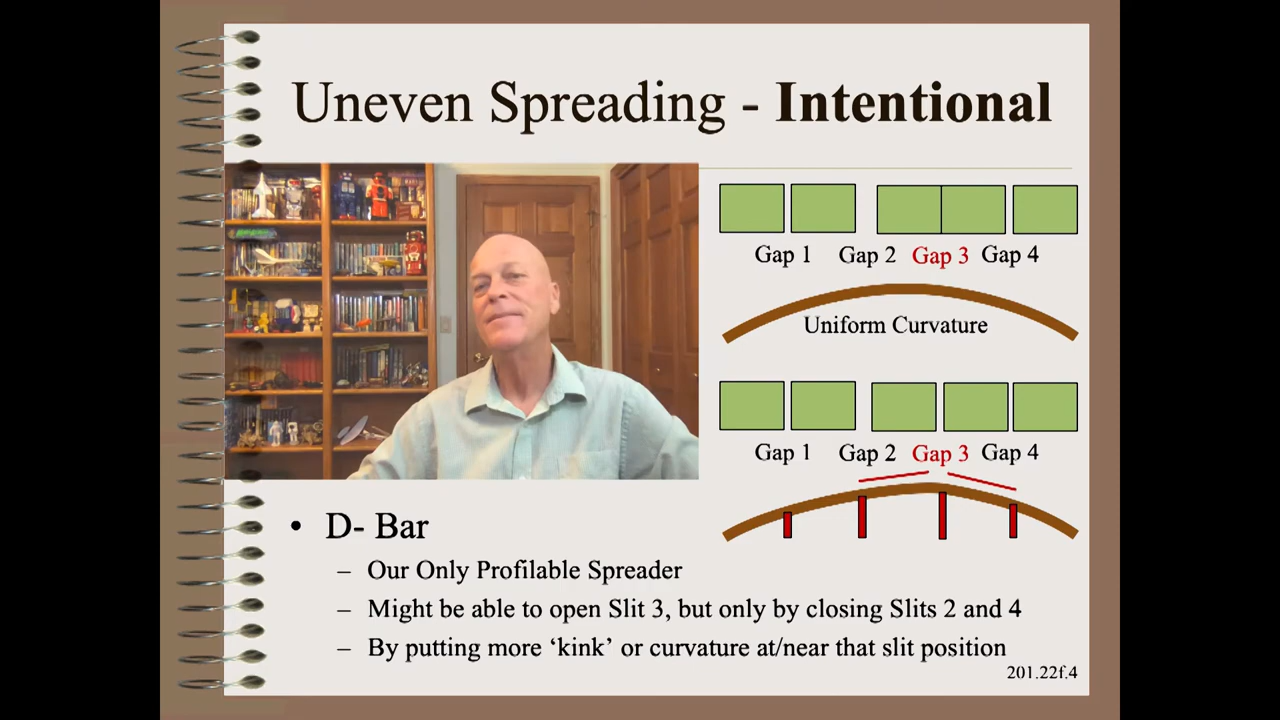 Uneven Spreading - Intentional
Gap 1 Gap 2 Gap 3 Gap 4
Uniform Curvature
Gap 1 Gap 2 Gap 3 Gap 4
• D- Bar
– Our Only Profilable Spreader
– Might be able to open Slit 3, but only by closing Slits 2 and 4
– By putting more ‘kink’ or curvature at/near that slit position
201.22f.4